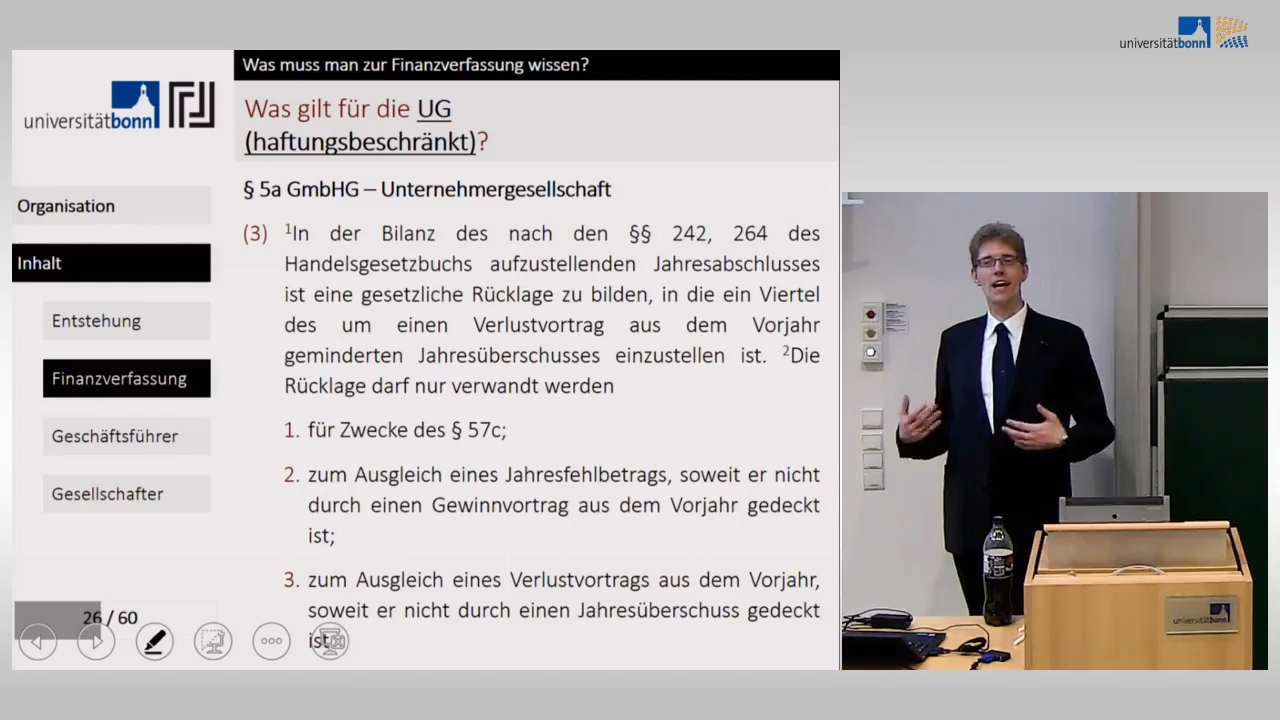 universitätbonn
Was muss man zur Finanzverfassung wissen?
universitätbonn
Was gilt für die UG
(haftungsbeschränkt)?
§ 5a GmbHG – Unternehmergesellschaft
Organisation
Inhalt
Entstehung
Finanzverfassung
Geschäftsführer
Gesellschafter
26 / 60
(3) ¹In der Bilanz des nach den §§ 242, 264 des
Handelsgesetzbuchs aufzustellenden Jahresabschlusses
ist eine gesetzliche Rücklage zu bilden, in die ein Viertel
des um einen Verlustvortrag aus dem Vorjahr
geminderten Jahresüberschusses einzustellen ist. ²Die
Rücklage darf nur verwandt werden
1. für Zwecke des § 57c;
2. zum Ausgleich eines Jahresfehlbetrags, soweit er nicht
durch einen Gewinnvortrag aus dem Vorjahr gedeckt
ist;
3. zum Ausgleich eines Verlustvortrags aus dem Vorjahr,
soweit er nicht durch einen Jahresüberschuss gedeckt
ist
universitätbonn